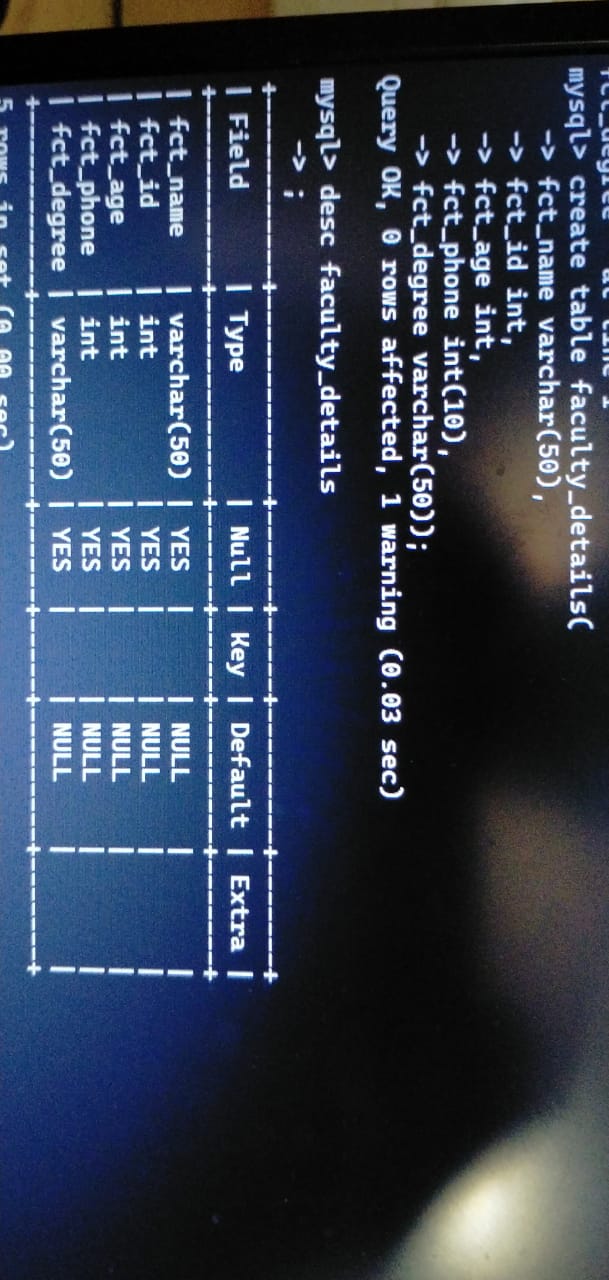 fct_degree at line 1
mysql> create table faculty_details(
-> fct_name varchar(50),
-> fct_id int,
-> fct_age int,
-> fct_phone int(10),
-> fct_degree varchar(50));
Query OK, 0 rows affected, 1 warning (0.03 sec)
mysql> desc faculty_details
-> ;
+------------+-------------+------+-----+---------+-------+
| Field | Type | Null | Key | Default | Extra |
+------------+-------------+------+-----+---------+-------+
| fct_name | varchar(50) | YES | | NULL | |
| fct_id | int | YES | | NULL | |
| fct_age | int | YES | | NULL | |
| fct_phone | int | YES | | NULL | |
| fct_degree | varchar(50) | YES | | NULL | |
+------------+-------------+------+-----+---------+-------+
5 rows in set (0.00 sec)